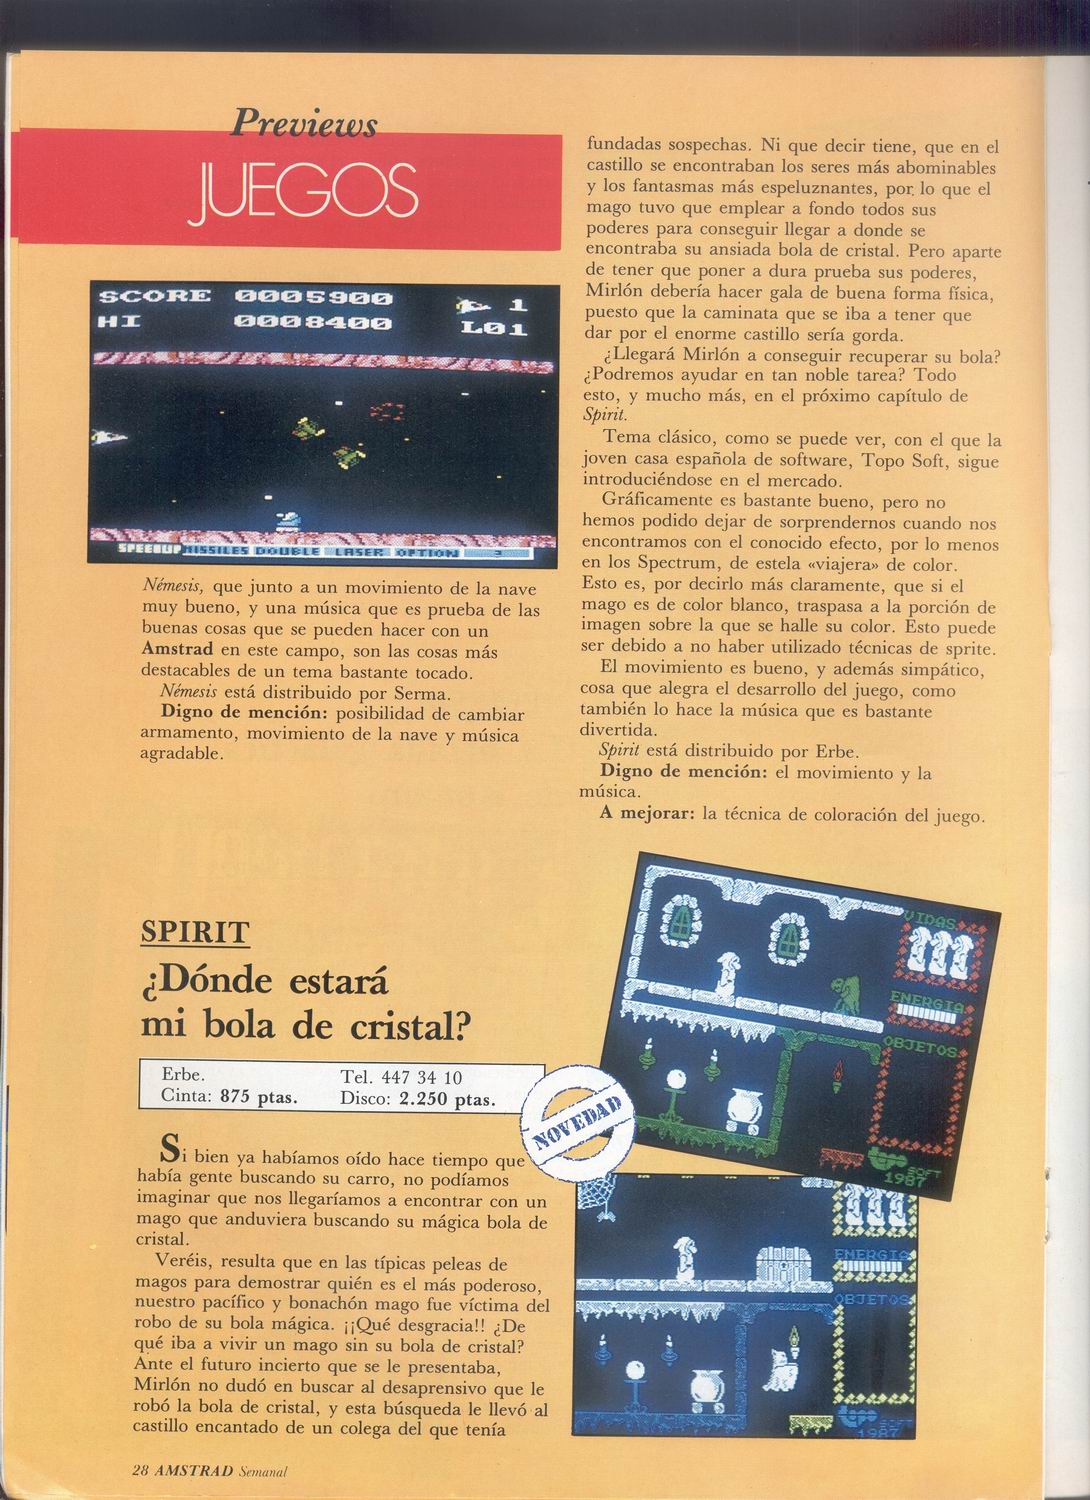 Previews
JUEGOS
SCORE 0005900
1
HI 0008400
L01
SPEEDUP MISSILES DOUBLE LASER OPTION ?
Némesis, que junto a un movimiento de la nave
muy bueno, y una música que es prueba de las
buenas cosas que se pueden hacer con un
Amstrad en este campo, son las cosas más
destacables de un tema bastante tocado.
Némesis está distribuido por Serma.
Digno de mención: posibilidad de cambiar
armamento, movimiento de la nave y música
agradable.
SPIRIT
¿Dónde estará
mi bola de cristal?
Erbe. Tel. 447 34 10
Cinta: 875 ptas. Disco: 2.250 ptas.
NOVEDAD
Si bien ya habíamos oído hace tiempo que
había gente buscando su carro, no podíamos
imaginar que nos llegaríamos a encontrar con un
mago que anduviera buscando su mágica bola de
cristal.
Veréis, resulta que en las típicas peleas de
magos para demostrar quién es el más poderoso,
nuestro pacífico y bonachón mago fue víctima del
robo de su bola mágica. ¡¡Qué desgracia!! ¿De
qué iba a vivir un mago sin su bola de cristal?
Ante el futuro incierto que se le presentaba,
Mirlón no dudó en buscar al desaprensivo que le
robó la bola de cristal, y esta búsqueda le llevó al
castillo encantado de un colega del que tenía
fundadas sospechas. Ni que decir tiene, que en el
castillo se encontraban los seres más abominables
y los fantasmas más espeluznantes, por lo que el
mago tuvo que emplear a fondo todos sus
poderes para conseguir llegar a donde se
encontraba su ansiada bola de cristal. Pero aparte
de tener que poner a dura prueba sus poderes,
Mirlón debería hacer gala de buena forma física,
puesto que la caminata que se iba a tener que
dar por el enorme castillo sería gorda.
¿Llegará Mirlón a conseguir recuperar su bola?
¿Podremos ayudar en tan noble tarea? Todo
esto, y mucho más, en el próximo capítulo de
Spirit.
Tema clásico, como se puede ver, con el que la
joven casa española de software, Topo Soft, sigue
introduciéndose en el mercado.
Gráficamente es bastante bueno, pero no
hemos podido dejar de sorprendernos cuando nos
encontramos con el conocido efecto, por lo menos
en los Spectrum, de estela «viajera» de color.
Esto es, por decirlo más claramente, que si el
mago es de color blanco, traspasa a la porción de
imagen sobre la que se halle su color. Esto puede
ser debido a no haber utilizado técnicas de sprite.
El movimiento es bueno, y además simpático,
cosa que alegra el desarrollo del juego, como
también lo hace la música que es bastante
divertida.
Spirit está distribuido por Erbe.
Digno de mención: el movimiento y la
música.
A mejorar: la técnica de coloración del juego.
VIDAS
ENERGIA
OBJETOS
topo SOFT
1987
ENERGIA
OBJETOS
topo SOFT
1987
28 AMSTRAD Semanal